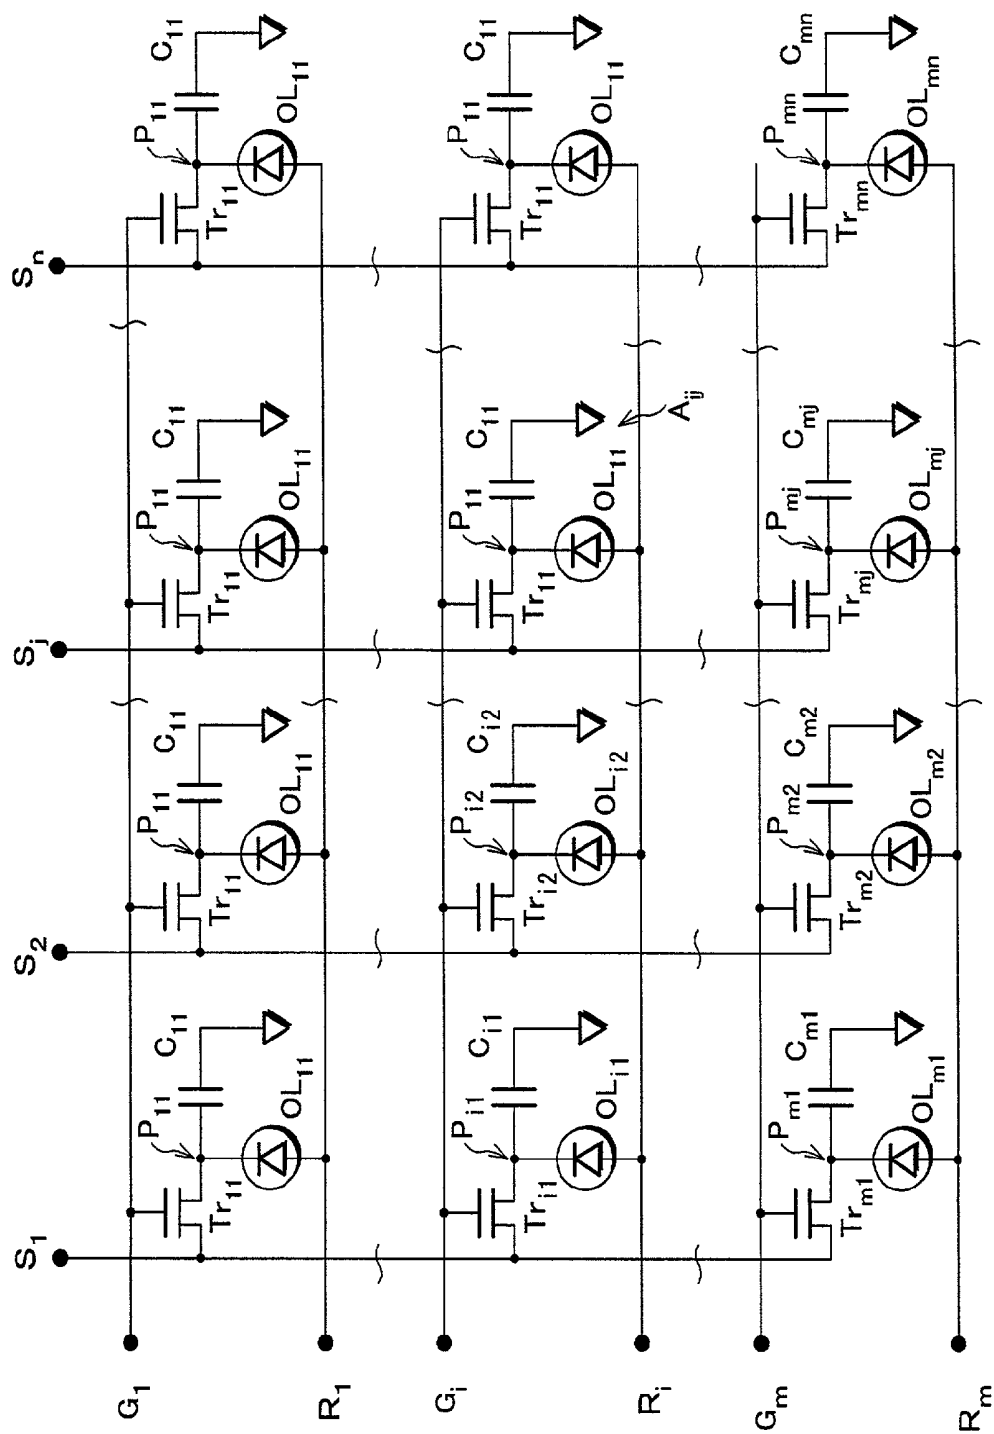 S₁ S₂ Sⱼ Sₙ
G₁
P₁₁ C₁₁ P₁₁ C₁₁ P₁₁ C₁₁ P₁₁ C₁₁
Tr₁₁ OL₁₁ Tr₁₁ OL₁₁ Tr₁₁ OL₁₁ Tr₁₁ OL₁₁
R₁
Gᵢ
Pᵢ₁ Cᵢ₁ Pᵢ₂ Cᵢ₂ P₁₁ C₁₁ P₁₁ C₁₁
Trᵢ₁ OLᵢ₁ Trᵢ₂ OLᵢ₂ Tr₁₁ OL₁₁ Tr₁₁ OL₁₁
Rᵢ
Aᵢⱼ
Gₘ
Pₘ₁ Cₘ₁ Pₘ₂ Cₘ₂ Pₘⱼ Cₘⱼ Pₘₙ Cₘₙ
Trₘ₁ OLₘ₁ Trₘ₂ OLₘ₂ Trₘⱼ OLₘⱼ Trₘₙ OLₘₙ
Rₘ